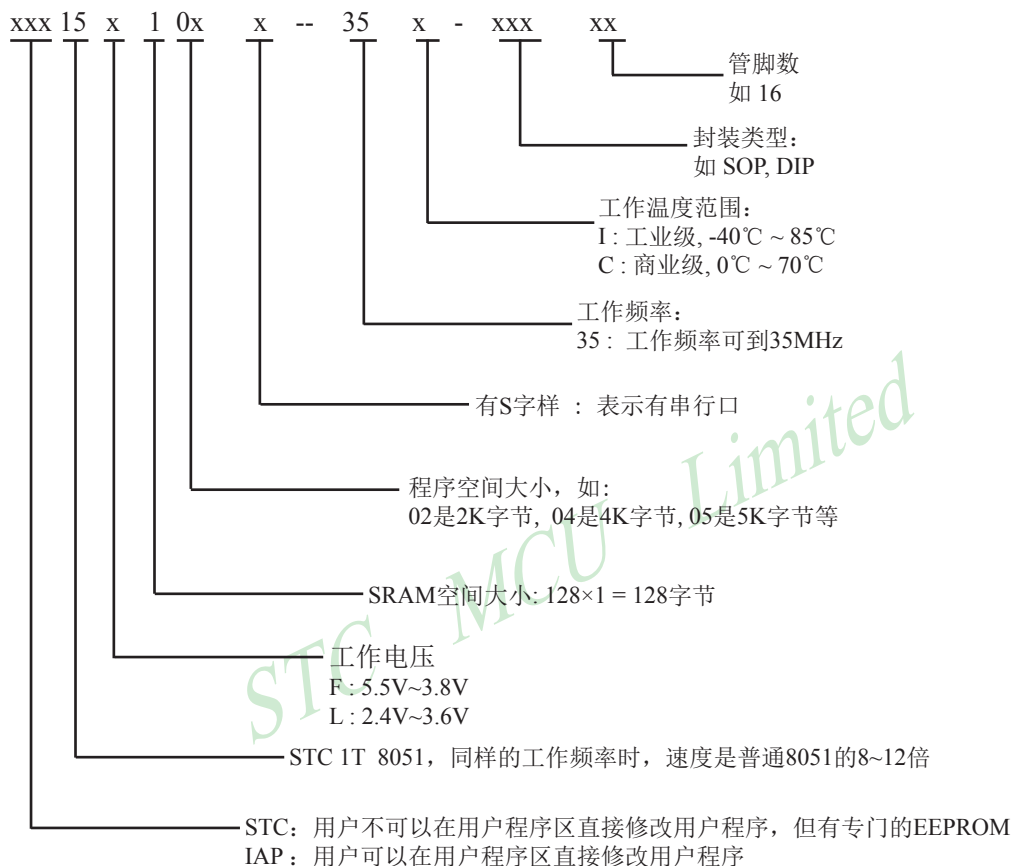 xxx 15 x 1 0x x -- 35 x - xxx xx
管脚数
如 16
封装类型：
如 SOP, DIP
工作温度范围：
I : 工业级, -40℃ ~ 85℃
C : 商业级, 0℃ ~ 70℃
工作频率：
35 : 工作频率可到35MHz
有S字样 : 表示有串行口
程序空间大小，如:
02是2K字节, 04是4K字节, 05是5K字节等
SRAM空间大小: 128×1 = 128字节
工作电压
F : 5.5V~3.8V
L : 2.4V~3.6V
STC 1T 8051，同样的工作频率时，速度是普通8051的8~12倍
STC：用户不可以在用户程序区直接修改用户程序，但有专门的EEPROM
IAP：用户可以在用户程序区直接修改用户程序
STC MCU Limited